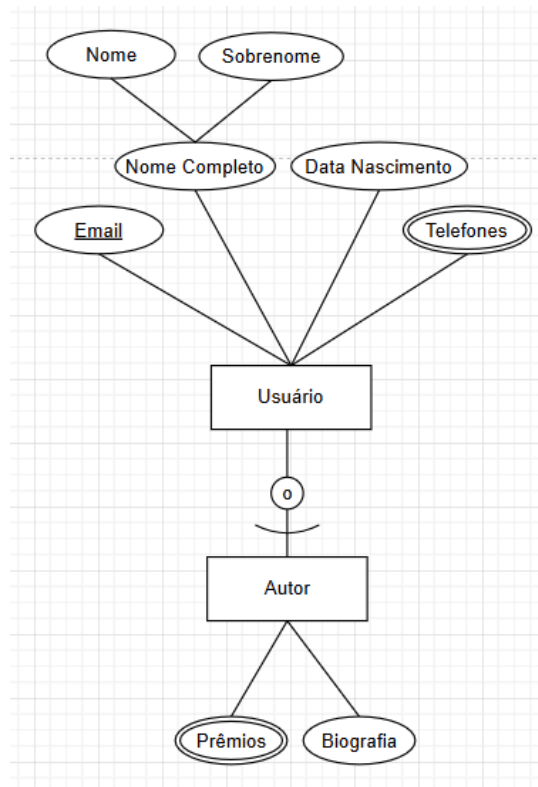 Nome
Sobrenome
Nome Completo
Data Nascimento
Email
Telefones
Usuário
o
Autor
Prêmios
Biografia